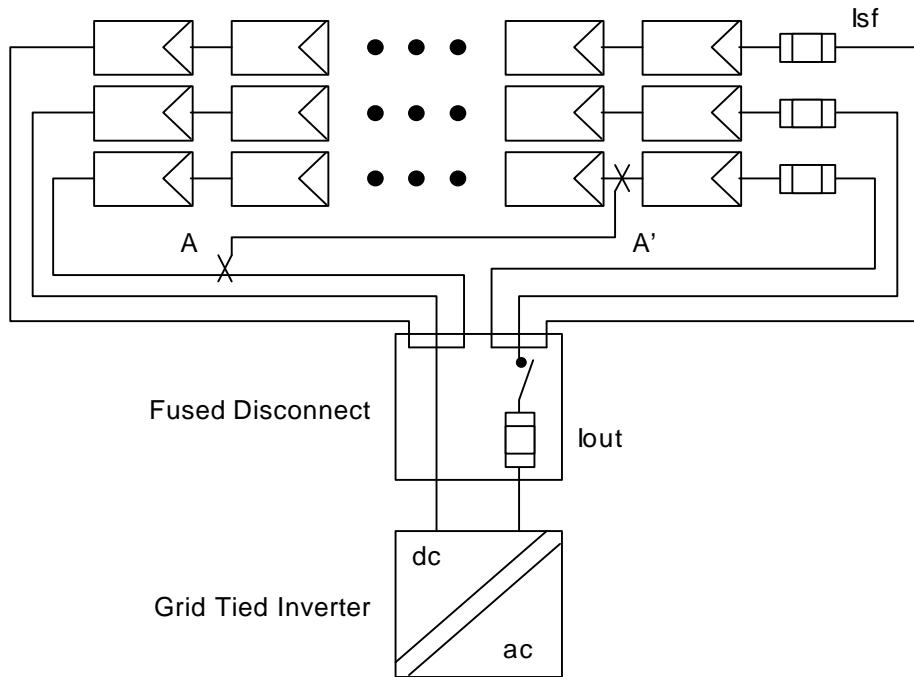 Isf
A
A’
Fused Disconnect
Iout
dc
Grid Tied Inverter
ac